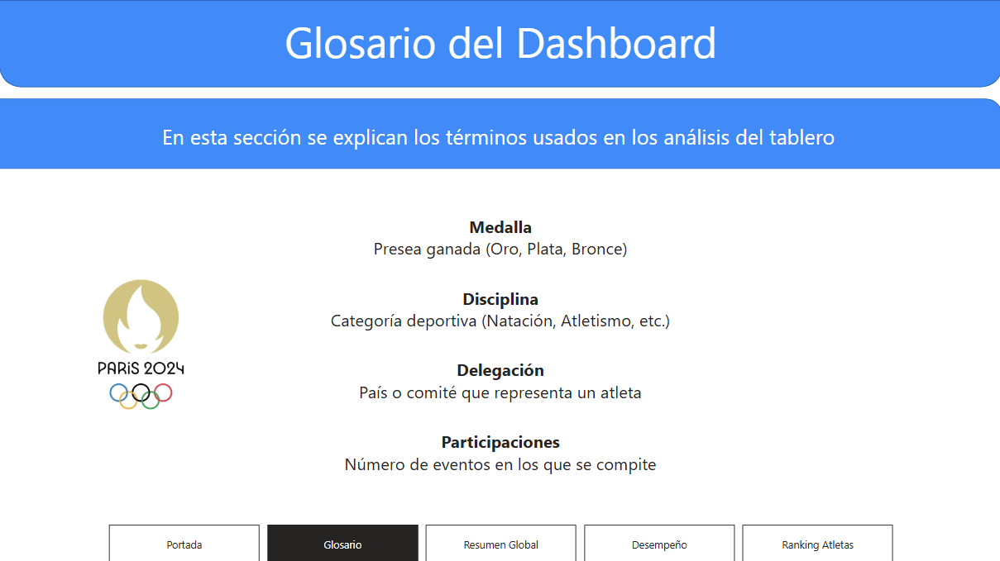 Glosario del Dashboard
En esta sección se explican los términos usados en los análisis del tablero
Medalla
Presea ganada (Oro, Plata, Bronce)
Disciplina
Categoría deportiva (Natación, Atletismo, etc.)
Delegación
País o comité que representa un atleta
Participaciones
Número de eventos en los que se compite
PARIS 2024
Portada
Glosario
Resumen Global
Desempeño
Ranking Atletas